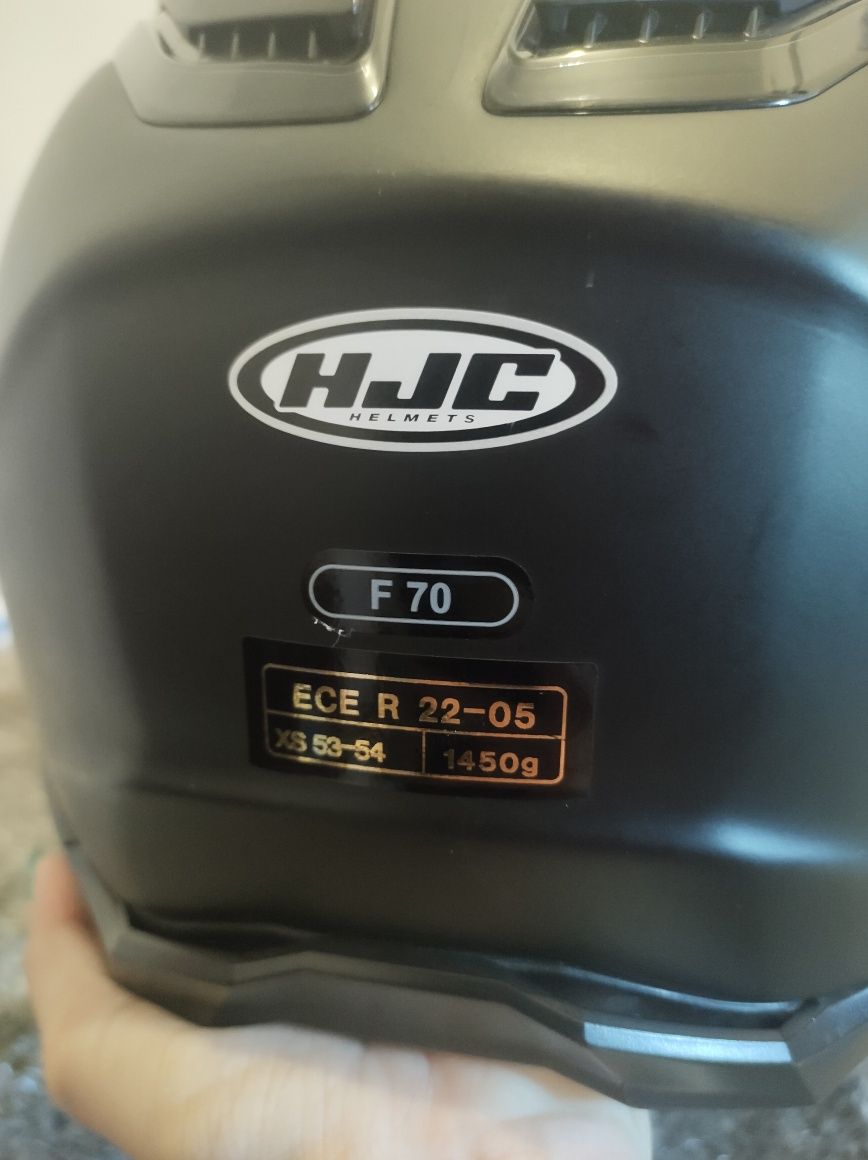 HJC
HELMETS
F 70
ECE R 22-05
XS 53-54 1450g